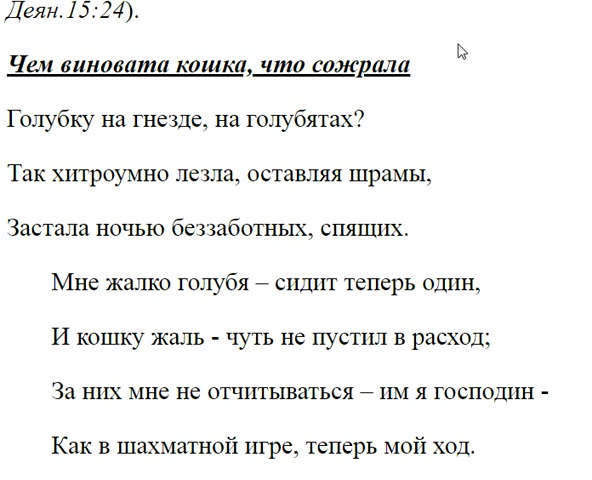 Деян.15:24).
Чем виновата кошка, что сожрала
Голубку на гнезде, на голубятах?
Так хитроумно лезла, оставляя шрамы,
Застала ночью беззаботных, спящих.
Мне жалко голубя – сидит теперь один,
И кошку жаль - чуть не пустил в расход;
За них мне не отчитываться – им я господин -
Как в шахматной игре, теперь мой ход.